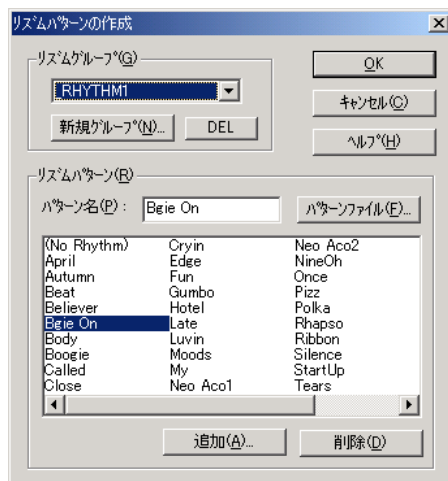 リズムパターンの作成
リズムグループ(G)
_RHYTHM1
新規グループ(N)...
DEL
OK
キャンセル(C)
ヘルプ(H)
リズムパターン(R)
パターン名(P): Bgie On パターンファイル(F)...
(No Rhythm) Cryin Neo Aco2
April Edge NineOh
Autumn Fun Once
Beat Gumbo Pizz
Believer Hotel Polka
Bgie On Late Rhapso
Body Luvin Ribbon
Boogie Moods Silence
Called My StartUp
Close Neo Aco1 Tears
追加(A)... 削除(D)